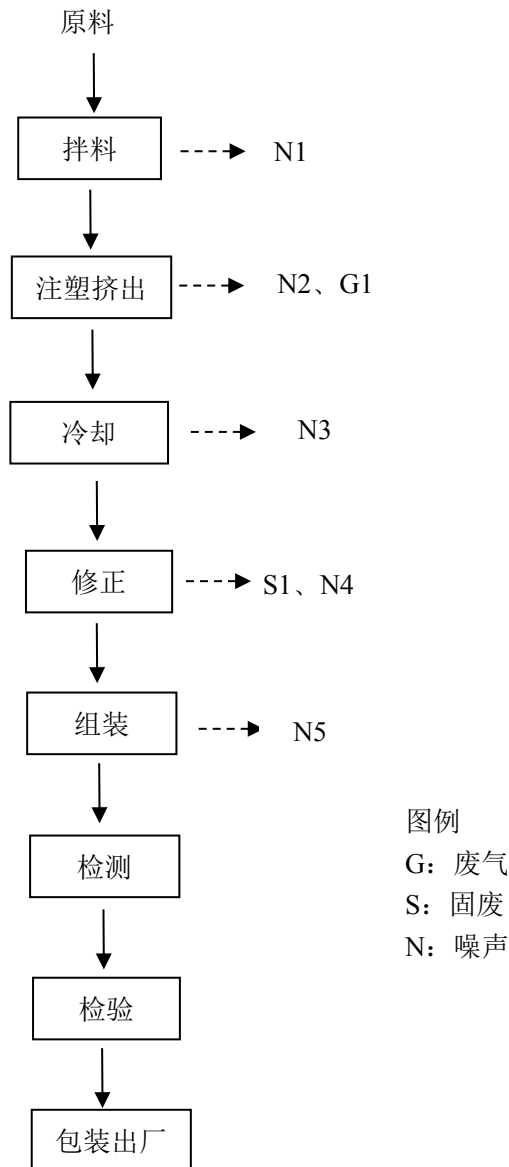 原料
拌料
N1
注塑挤出
N2、G1
冷却
N3
修正
S1、N4
组装
N5
检测
图例
G：废气
S：固废
N：噪声
检验
包装出厂